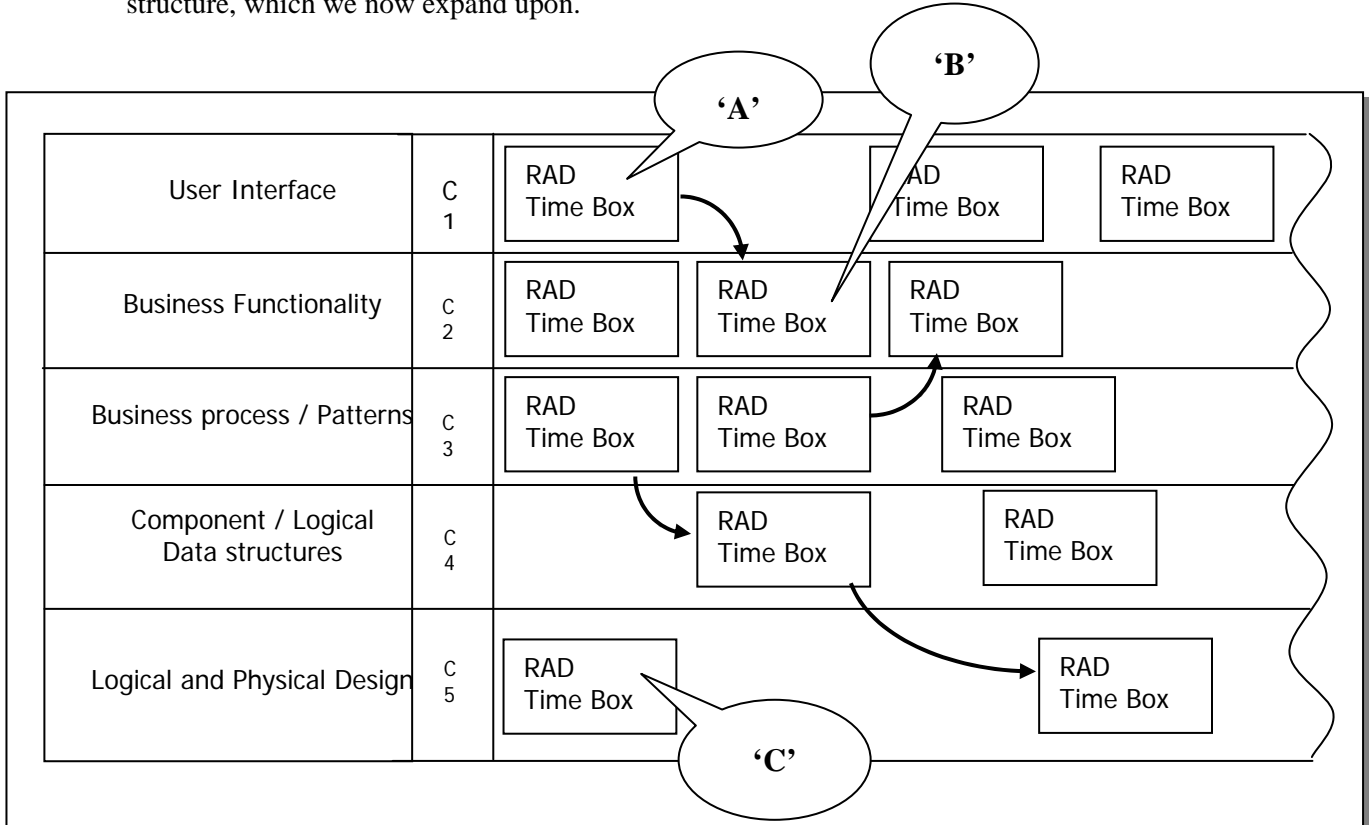 structure, which we now expand upon.
‘B’
‘A’
User Interface
C
1
RAD
Time Box
AD
Time Box
RAD
Time Box
Business Functionality
C
2
RAD
Time Box
RAD
Time Box
RAD
Time Box
Business process / Patterns
C
3
RAD
Time Box
RAD
Time Box
RAD
Time Box
Component / Logical
Data structures
C
4
RAD
Time Box
RAD
Time Box
Logical and Physical Design
C
5
RAD
Time Box
RAD
Time Box
‘C’